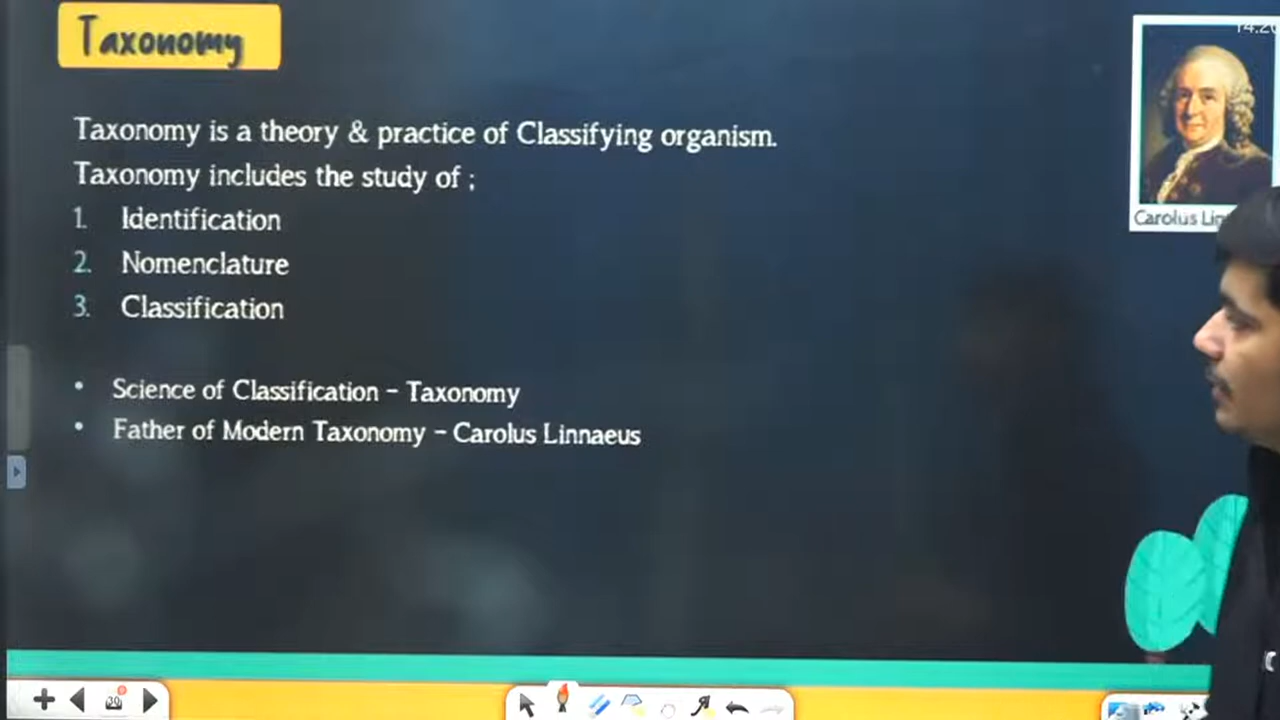 Taxonomy
Taxonomy is a theory & practice of Classifying organism.
Taxonomy includes the study of ;
1. Identification
2. Nomenclature
3. Classification
• Science of Classification – Taxonomy
• Father of Modern Taxonomy – Carolus Linnaeus
Carolus